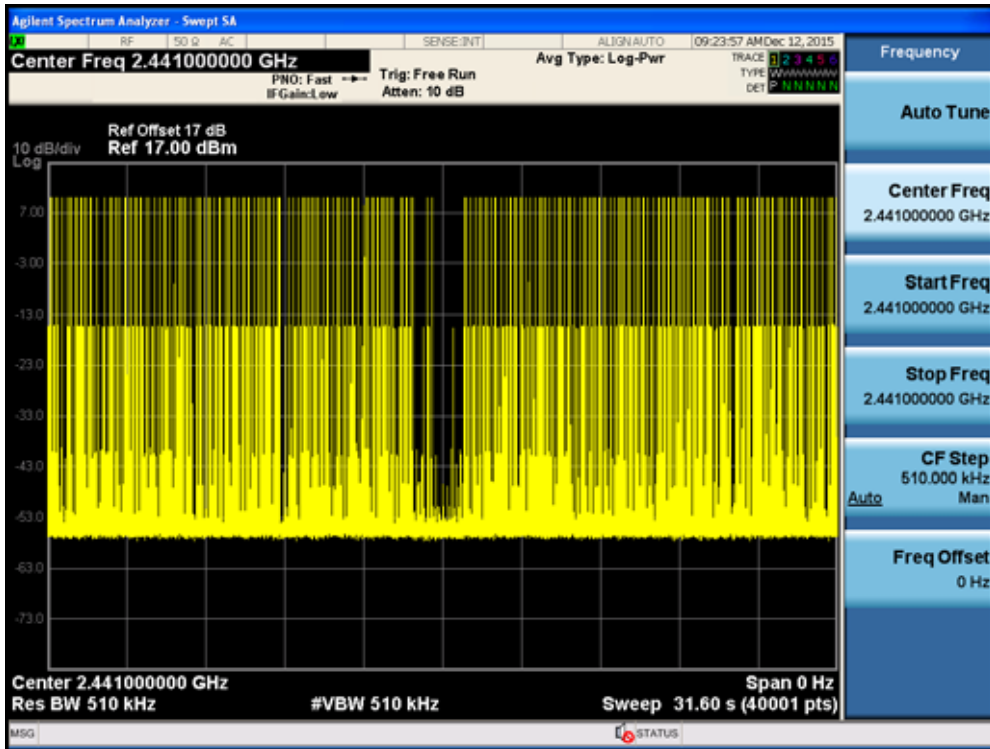 Agilent Spectrum Analyzer - Swept SA
RF 50 Ω AC SENSE:INT ALIGNAUTO 09:23:57 AM Dec 12, 2015
Center Freq 2.441000000 GHz
PNO: Fast
IFGain:Low
Trig: Free Run
Atten: 10 dB
Avg Type: Log-Pwr
TRACE 1 2 3 4 5 6
TYPE WWWWWWW
DET P N N N N N
Ref Offset 17 dB
10 dB/div Ref 17.00 dBm
Log
7.00
-3.00
-13.0
-23.0
-33.0
-43.0
-53.0
-63.0
-73.0
Center 2.441000000 GHz Span 0 Hz
Res BW 510 kHz #VBW 510 kHz Sweep 31.60 s (40001 pts)
MSG STATUS
Frequency
Auto Tune
Center Freq
2.441000000 GHz
Start Freq
2.441000000 GHz
Stop Freq
2.441000000 GHz
CF Step
510.000 kHz
Auto Man
Freq Offset
0 Hz